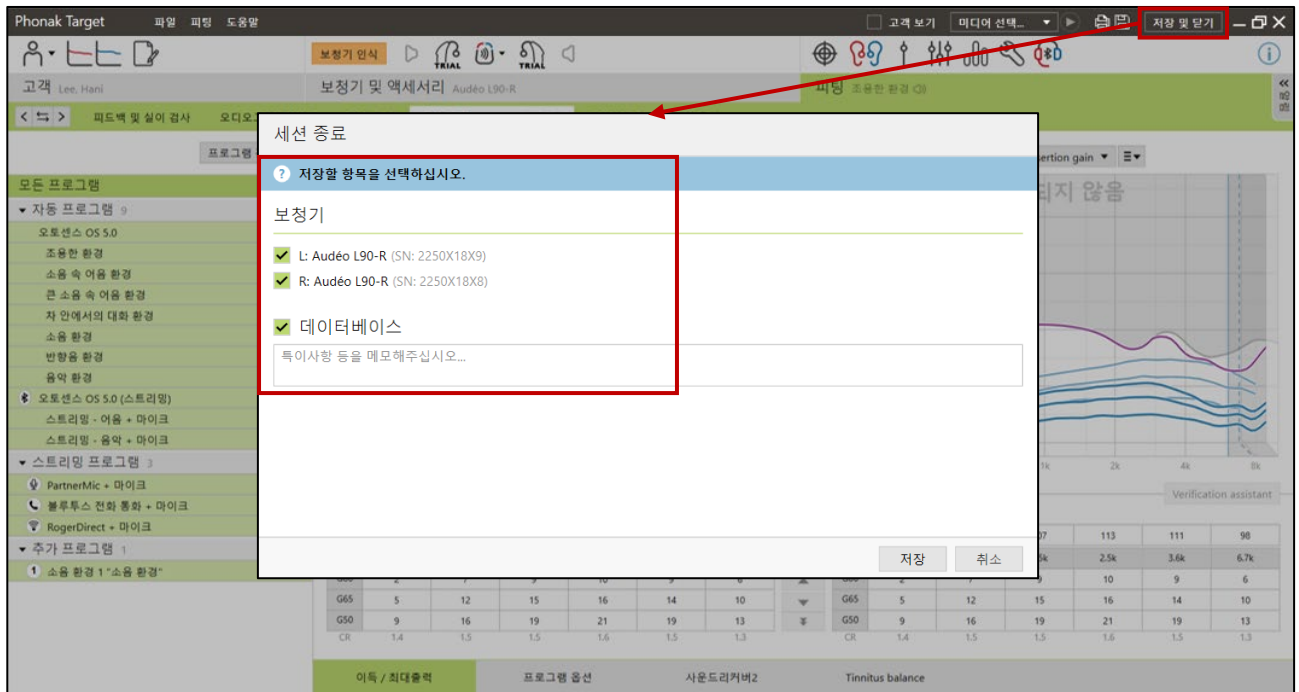 Phonak Target 파일 피팅 도움말 고객 보기 미디어 선택... 저장 및 닫기
보청기 인식 TRIAL TRIAL
고객 Lee, Hani 보청기 및 액세서리 Audéo L90-R 피팅 조용한 환경
피드백 및 실이 검사
프로그램
모든 프로그램
자동 프로그램 9
오토센스 OS 5.0
조용한 환경
소음 속 어음 환경
큰 소음 속 어음 환경
차 안에서의 대화 환경
소음 환경
반향음 환경
음악 환경
오토센스 OS 5.0 (스트리밍)
스트리밍 - 어음 + 마이크
스트리밍 - 음악 + 마이크
스트리밍 프로그램 3
PartnerMic + 마이크
블루투스 전화 통화 + 마이크
RogerDirect + 마이크
추가 프로그램 1
1 소음 환경 1 "소음 환경"
세션 종료
? 저장할 항목을 선택하십시오.
보청기
L: Audéo L90-R (SN: 2250X18X9)
R: Audéo L90-R (SN: 2250X18X8)
데이터베이스
특이사항 등을 메모해주십시오...
저장 취소
gain
되지 않음
1k 2k 4k 8k
Verification assistant
113 111 98
2.5k 3.6k 6.7k
10 9 6
G65 5 12 15 16 14 10 G65 5 12 15 16 14 10
G50 9 16 19 21 19 13 G50 9 16 19 21 19 13
CR 1.4 1.5 1.5 1.6 1.5 1.3 CR 1.4 1.5 1.5 1.6 1.5 1.3
이득 / 최대출력 프로그램 옵션 사운드리커버2 Tinnitus balance